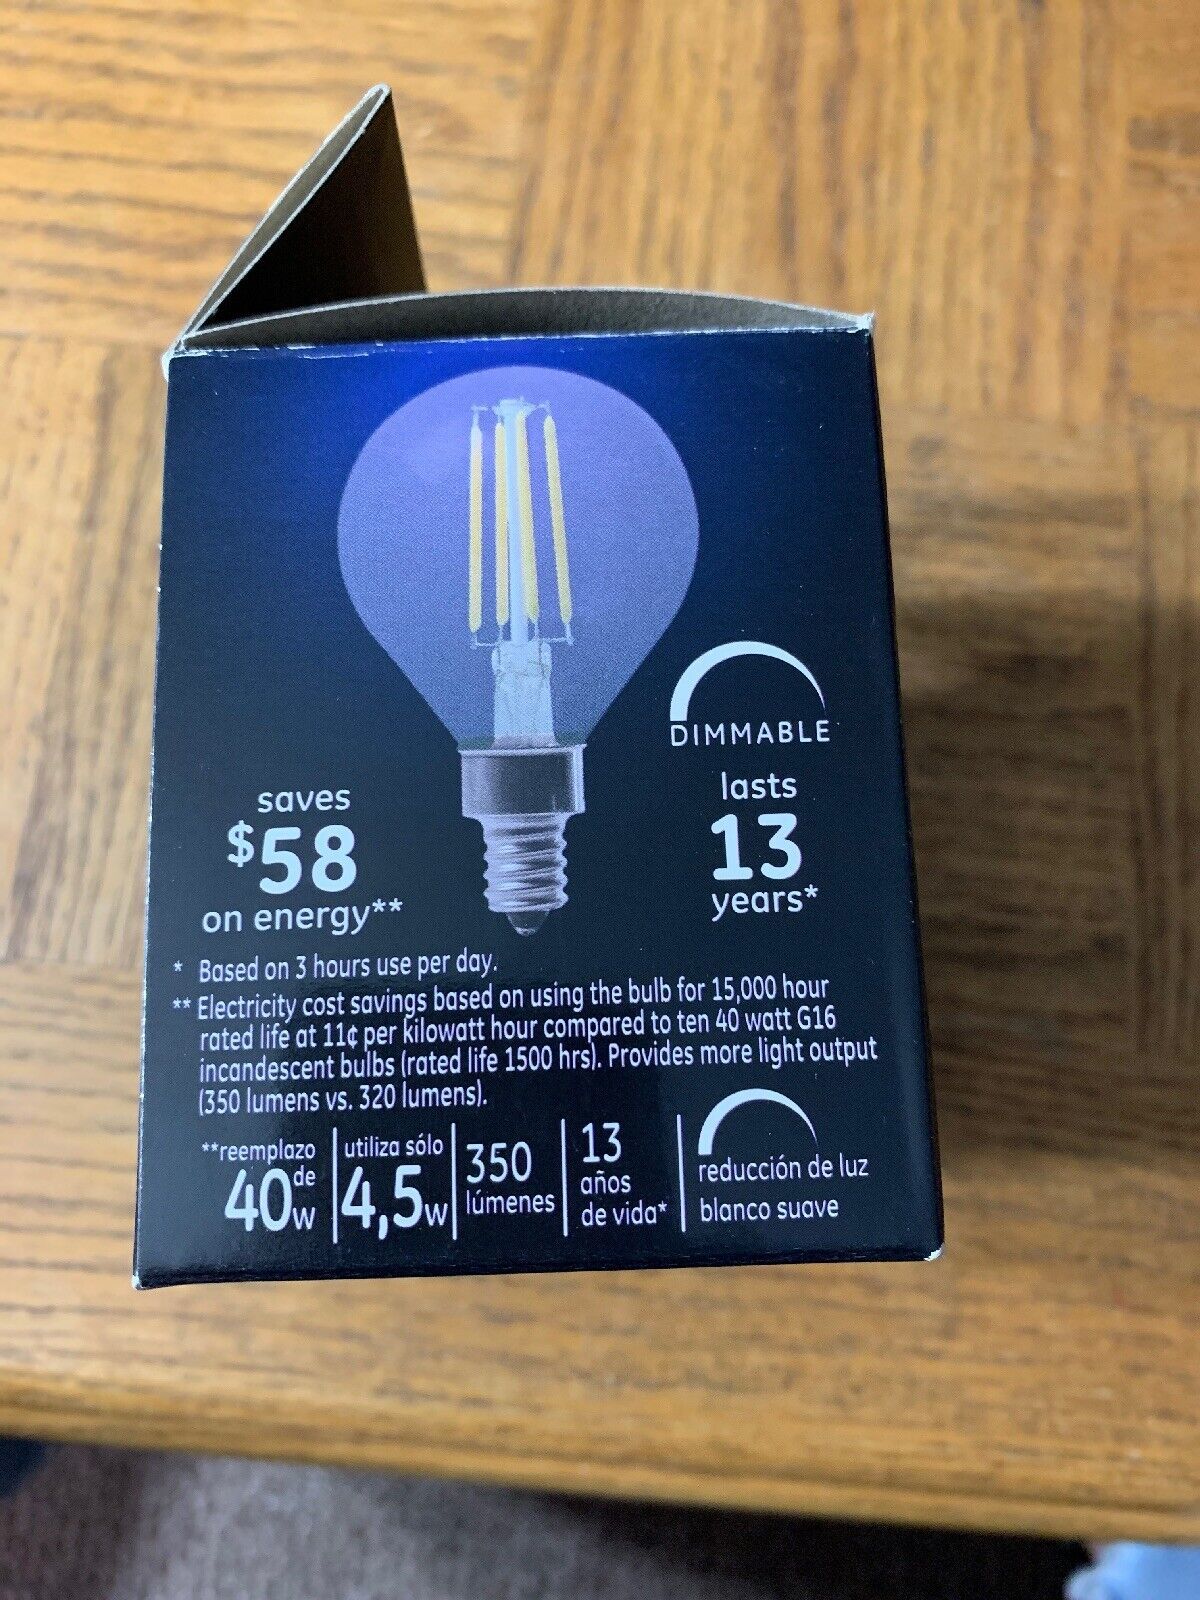 DIMMABLE
saves
$58
on energy**
lasts
13
years*
* Based on 3 hours use per day.
** Electricity cost savings based on using the bulb for 15,000 hour
rated life at 11¢ per kilowatt hour compared to ten 40 watt G16
incandescent bulbs (rated life 1500 hrs). Provides more light output
(350 lumens vs. 320 lumens).
**reemplazo
de
40w
utiliza sólo
4,5w
350
lúmenes
13
años
de vida*
reducción de luz
blanco suave